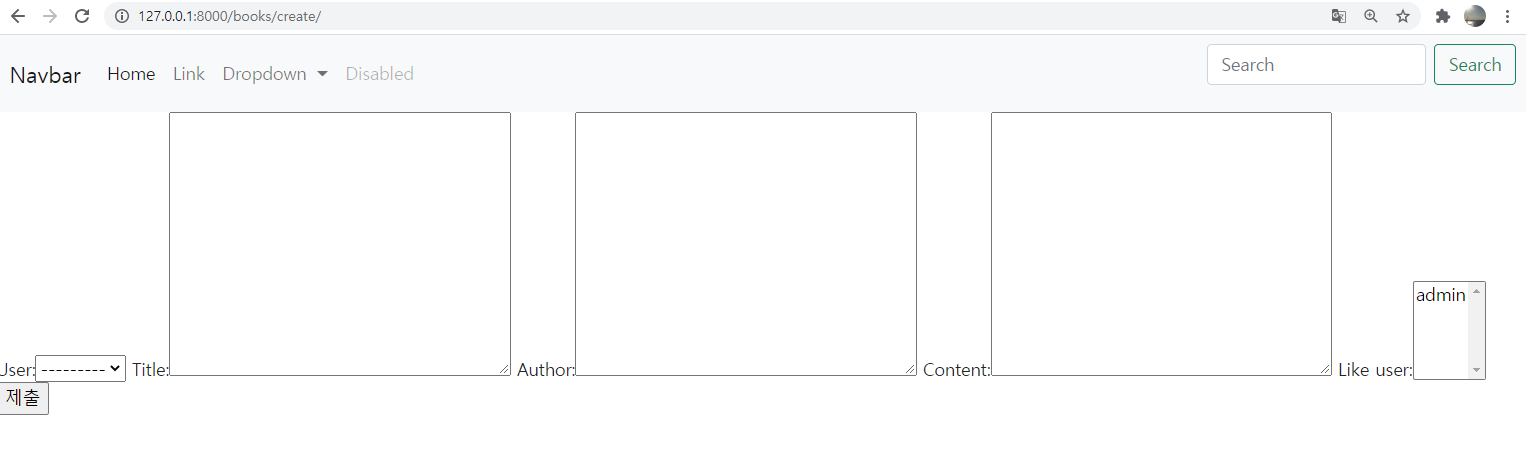 127.0.0.1:8000/books/create/
Navbar Home Link Dropdown Disabled Search Search
admin
User: --------- Title: Author: Content: Like user:
제출